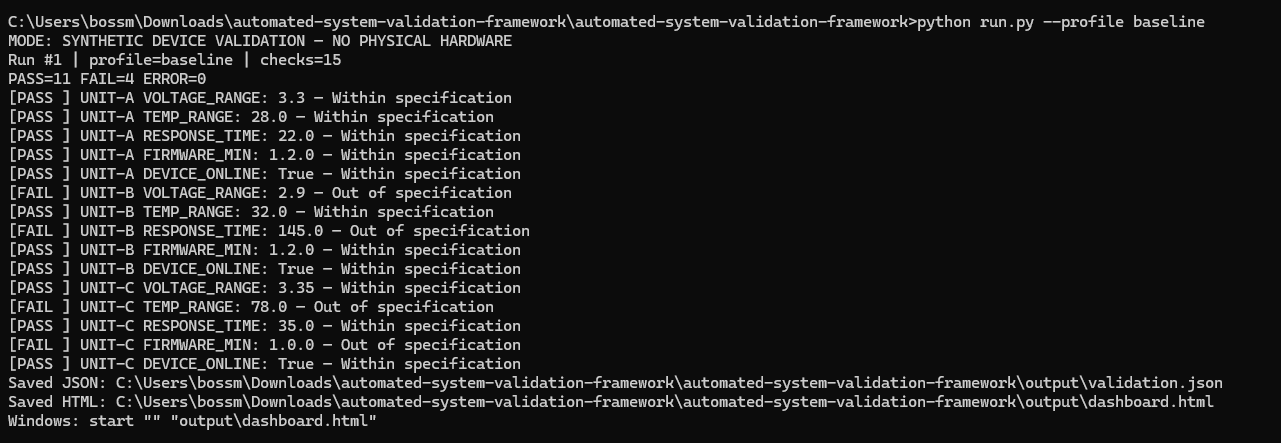 C:\Users\bossm\Downloads\automated-system-validation-framework\automated-system-validation-framework>python run.py --profile baseline
MODE: SYNTHETIC DEVICE VALIDATION — NO PHYSICAL HARDWARE
Run #1 | profile=baseline | checks=15
PASS=11 FAIL=4 ERROR=0
[PASS ] UNIT-A VOLTAGE_RANGE: 3.3 — Within specification
[PASS ] UNIT-A TEMP_RANGE: 28.0 — Within specification
[PASS ] UNIT-A RESPONSE_TIME: 22.0 — Within specification
[PASS ] UNIT-A FIRMWARE_MIN: 1.2.0 — Within specification
[PASS ] UNIT-A DEVICE_ONLINE: True — Within specification
[FAIL ] UNIT-B VOLTAGE_RANGE: 2.9 — Out of specification
[PASS ] UNIT-B TEMP_RANGE: 32.0 — Within specification
[FAIL ] UNIT-B RESPONSE_TIME: 145.0 — Out of specification
[PASS ] UNIT-B FIRMWARE_MIN: 1.2.0 — Within specification
[PASS ] UNIT-B DEVICE_ONLINE: True — Within specification
[PASS ] UNIT-C VOLTAGE_RANGE: 3.35 — Within specification
[FAIL ] UNIT-C TEMP_RANGE: 78.0 — Out of specification
[PASS ] UNIT-C RESPONSE_TIME: 35.0 — Within specification
[FAIL ] UNIT-C FIRMWARE_MIN: 1.0.0 — Out of specification
[PASS ] UNIT-C DEVICE_ONLINE: True — Within specification
Saved JSON: C:\Users\bossm\Downloads\automated-system-validation-framework\automated-system-validation-framework\output\validation.json
Saved HTML: C:\Users\bossm\Downloads\automated-system-validation-framework\automated-system-validation-framework\output\dashboard.html
Windows: start "" "output\dashboard.html"